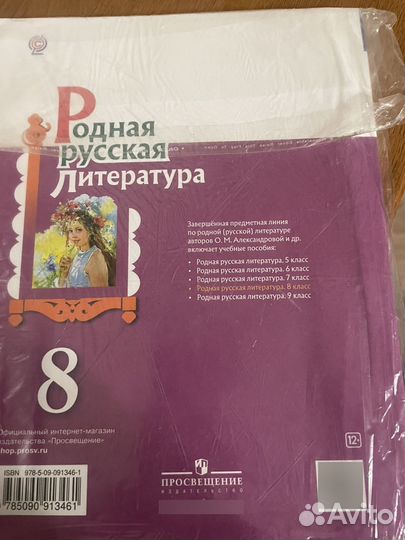 Родная
русская
Литература
Завершённая предметная линия
по родной (русской) литературе
авторов О. М. Александровой и др.
включает учебные пособия:
• Родная русская литература. 5 класс
• Родная русская литература. 6 класс
• Родная русская литература. 7 класс
• Родная русская литература. 8 класс
• Родная русская литература. 9 класс
8
Официальный интернет-магазин
издательства «Просвещение»
shop.prosv.ru
12+
ISBN 978-5-09-091346-1
785090 913461
ПРОСВЕЩЕНИЕ
ИЗДАТЕЛЬСТВО
Avito